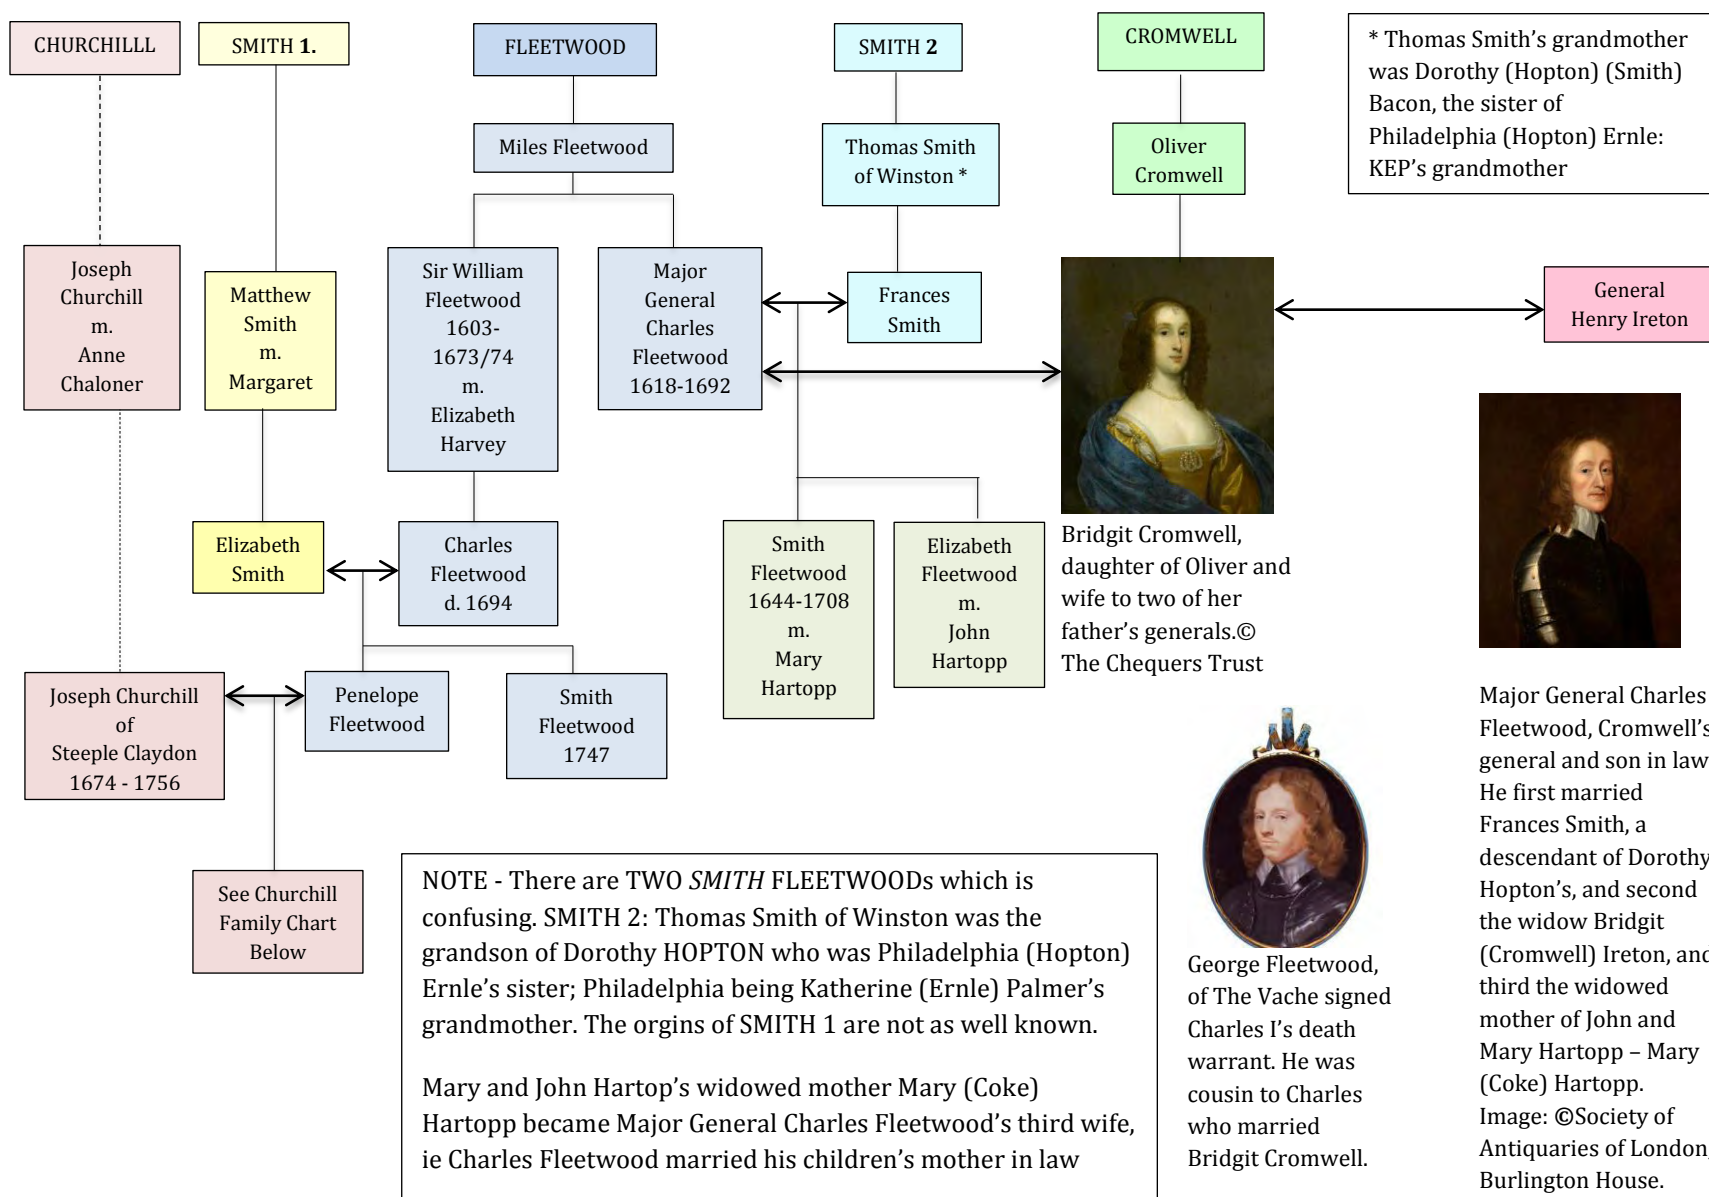 CHURCHILLL
SMITH 1.
FLEETWOOD
SMITH 2
CROMWELL
* Thomas Smith’s grandmother
was Dorothy (Hopton) (Smith)
Bacon, the sister of
Philadelphia (Hopton) Ernle:
KEP’s grandmother
Miles Fleetwood
Thomas Smith
of Winston *
Oliver
Cromwell
Joseph
Churchill
m.
Anne
Chaloner
Matthew
Smith
m.
Margaret
Sir William
Fleetwood
1603-
1673/74
m.
Elizabeth
Harvey
Major
General
Charles
Fleetwood
1618-1692
Frances
Smith
General
Henry Ireton
Elizabeth
Smith
Charles
Fleetwood
d. 1694
Smith
Fleetwood
1644-1708
m.
Mary
Hartopp
Elizabeth
Fleetwood
m.
John
Hartopp
Bridgit Cromwell,
daughter of Oliver and
wife to two of her
father’s generals.©
The Chequers Trust
Joseph Churchill
of
Steeple Claydon
1674 - 1756
Penelope
Fleetwood
Smith
Fleetwood
1747
See Churchill
Family Chart
Below
NOTE - There are TWO SMITH FLEETWOODs which is
confusing. SMITH 2: Thomas Smith of Winston was the
grandson of Dorothy HOPTON who was Philadelphia (Hopton)
Ernle’s sister; Philadelphia being Katherine (Ernle) Palmer’s
grandmother. The orgins of SMITH 1 are not as well known.
Mary and John Hartop’s widowed mother Mary (Coke)
Hartopp became Major General Charles Fleetwood’s third wife,
ie Charles Fleetwood married his children’s mother in law
George Fleetwood,
of The Vache signed
Charles I’s death
warrant. He was
cousin to Charles
who married
Bridgit Cromwell.
Major General Charles
Fleetwood, Cromwell’s
general and son in law
He first married
Frances Smith, a
descendant of Dorothy
Hopton’s, and second
the widow Bridgit
(Cromwell) Ireton, and
third the widowed
mother of John and
Mary Hartopp – Mary
(Coke) Hartopp.
Image: ©Society of
Antiquaries of London,
Burlington House.